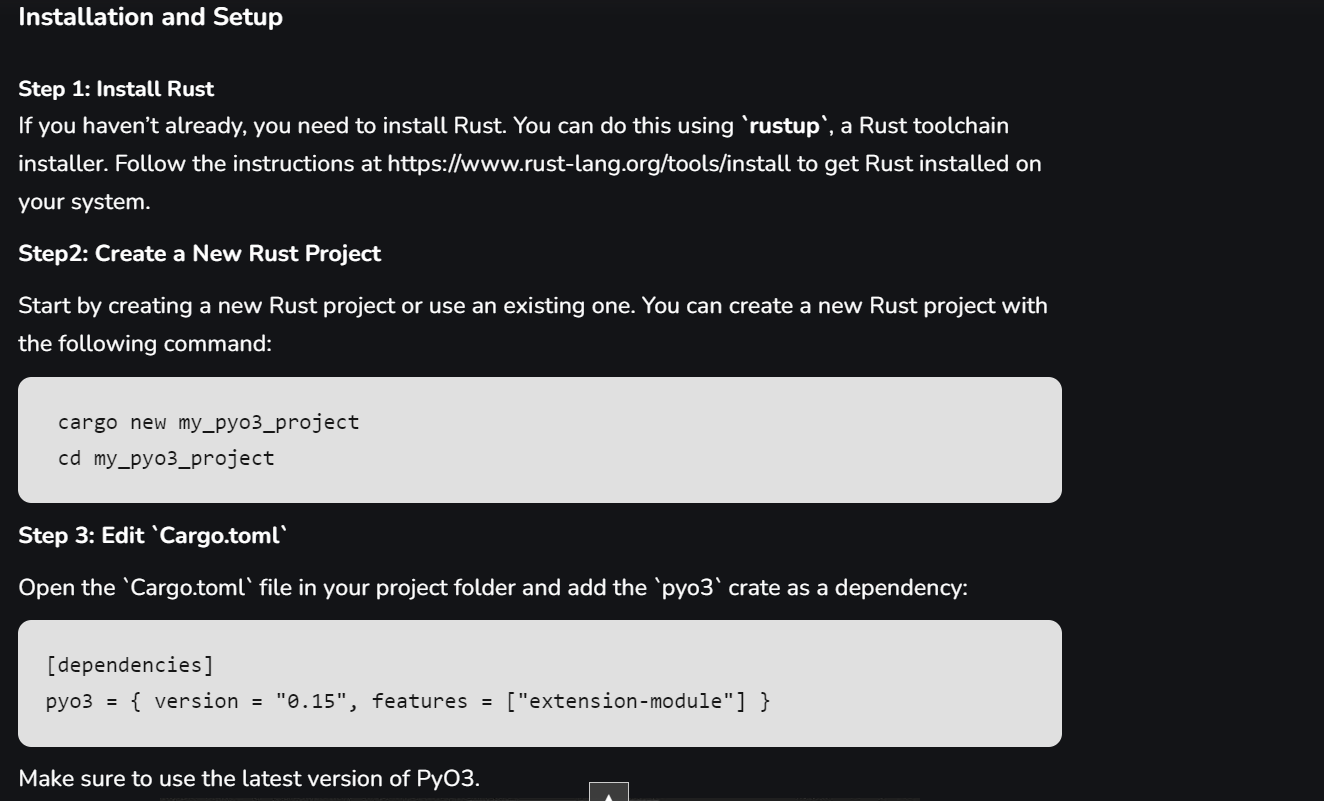 Installation and Setup
Step 1: Install Rust
If you haven’t already, you need to install Rust. You can do this using `rustup`, a Rust toolchain
installer. Follow the instructions at https://www.rust-lang.org/tools/install to get Rust installed on
your system.
Step2: Create a New Rust Project
Start by creating a new Rust project or use an existing one. You can create a new Rust project with
the following command:
cargo new my_pyo3_project
cd my_pyo3_project
Step 3: Edit `Cargo.toml`
Open the `Cargo.toml` file in your project folder and add the `pyo3` crate as a dependency:
[dependencies]
pyo3 = { version = "0.15", features = ["extension-module"] }
Make sure to use the latest version of PyO3.